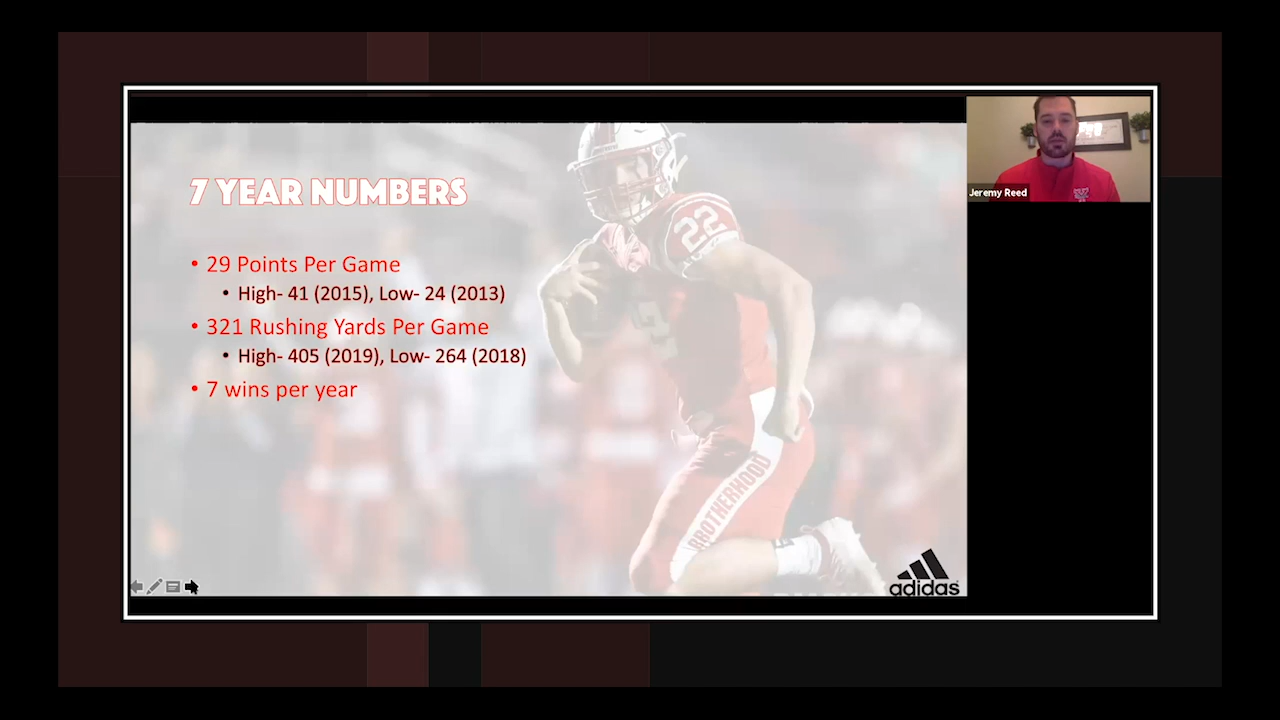 7 YEAR NUMBERS
• 29 Points Per Game
• High- 41 (2015), Low- 24 (2013)
• 321 Rushing Yards Per Game
• High- 405 (2019), Low- 264 (2018)
• 7 wins per year
22
BROTHERHOOD
adidas
Jeremy Reed